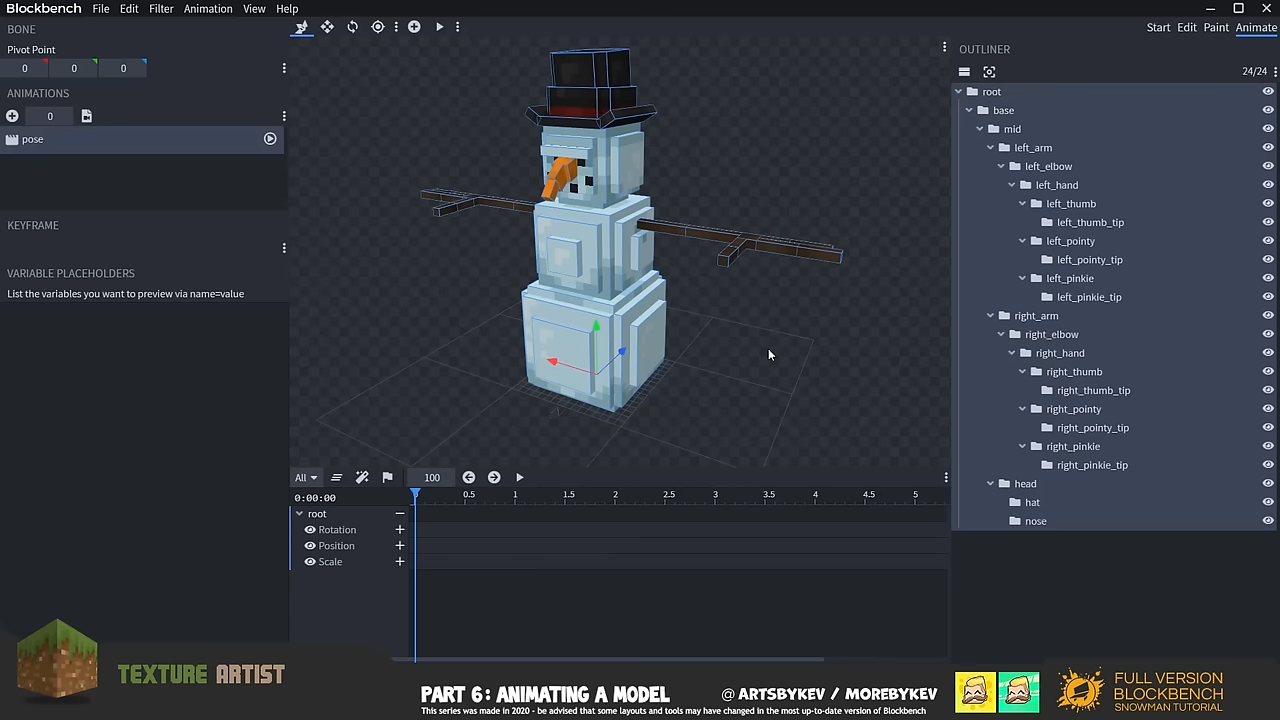 Blockbench File Edit Filter Animation View Help
Start Edit Paint Animate
BONE
Pivot Point
0 0 0
ANIMATIONS
0
pose
KEYFRAME
VARIABLE PLACEHOLDERS
List the variables you want to preview via name=value
OUTLINER
24/24
root
base
mid
left_arm
left_elbow
left_hand
left_thumb
left_thumb_tip
left_pointy
left_pointy_tip
left_pinkie
left_pinkie_tip
right_arm
right_elbow
right_hand
right_thumb
right_thumb_tip
right_pointy
right_pointy_tip
right_pinkie
right_pinkie_tip
head
hat
nose
All 100
0:00:00 0 0.5 1 1.5 2 2.5 3 3.5 4 4.5 5
root
Rotation
Position
Scale
TEXTURE ARTIST
PART 6: ANIMATING A MODEL @ARTSBYKEV / MOREBYKEV
This series was made in 2020 - be advised that some layouts and tools may have changed in the most up-to-date version of Blockbench
FULL VERSION
BLOCKBENCH
SNOWMAN TUTORIAL